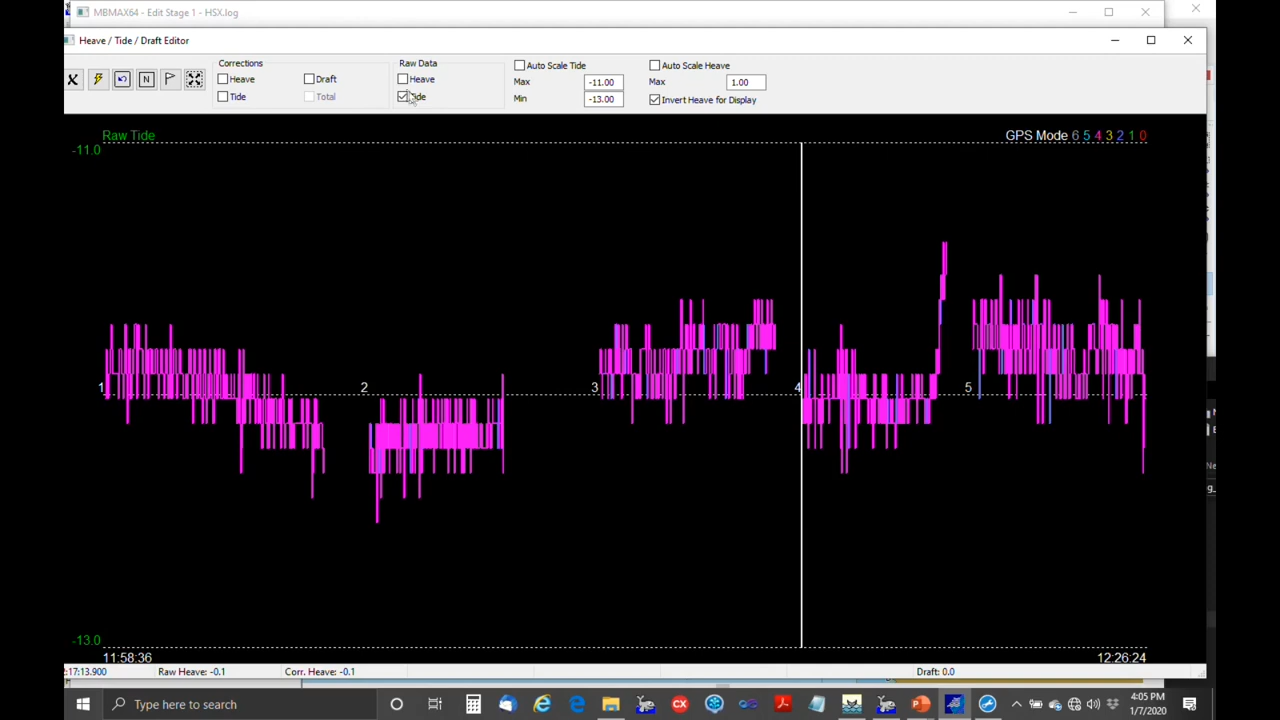 MBMAX64 - Edit Stage 1 - HSX.log
Heave / Tide / Draft Editor
Corrections
Raw Data
Auto Scale Tide
Auto Scale Heave
X
N
Heave
Draft
Heave
Max
-11.00
Max
1.00
Tide
Total
Min
-13.00
Invert Heave for Display
Raw Tide
GPS Mode 6 5 4 3 2 1 0
-11.0
1
2
3
4
5
-13.0
11:58:36
12:26:24
:17:13.900
Raw Heave: -0.1
Corr. Heave: -0.1
Draft: 0.0
Type here to search
4:05 PM
1/7/2020